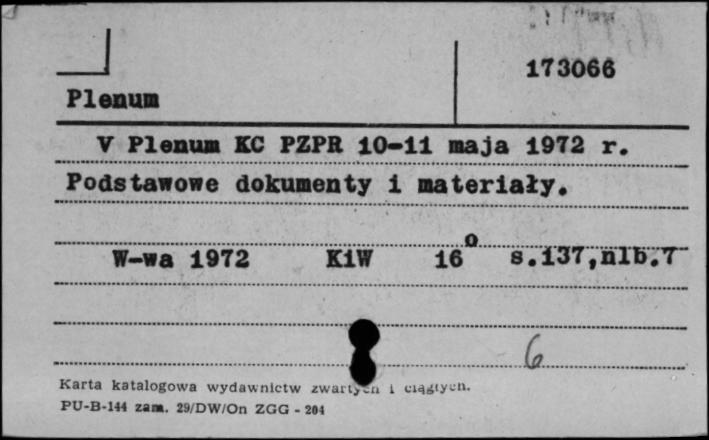 173066
Plenum
V Plenum KC PZPR 10-11 maja 1972 r.
Podstawowe dokumenty i materiały.
W-wa 1972 KiW 16° s.137,nlb.7
6
Karta katalogowa wydawnictw zwartych i ciągłych.
PU-B-144 zam. 29/DW/On ZGG - 204